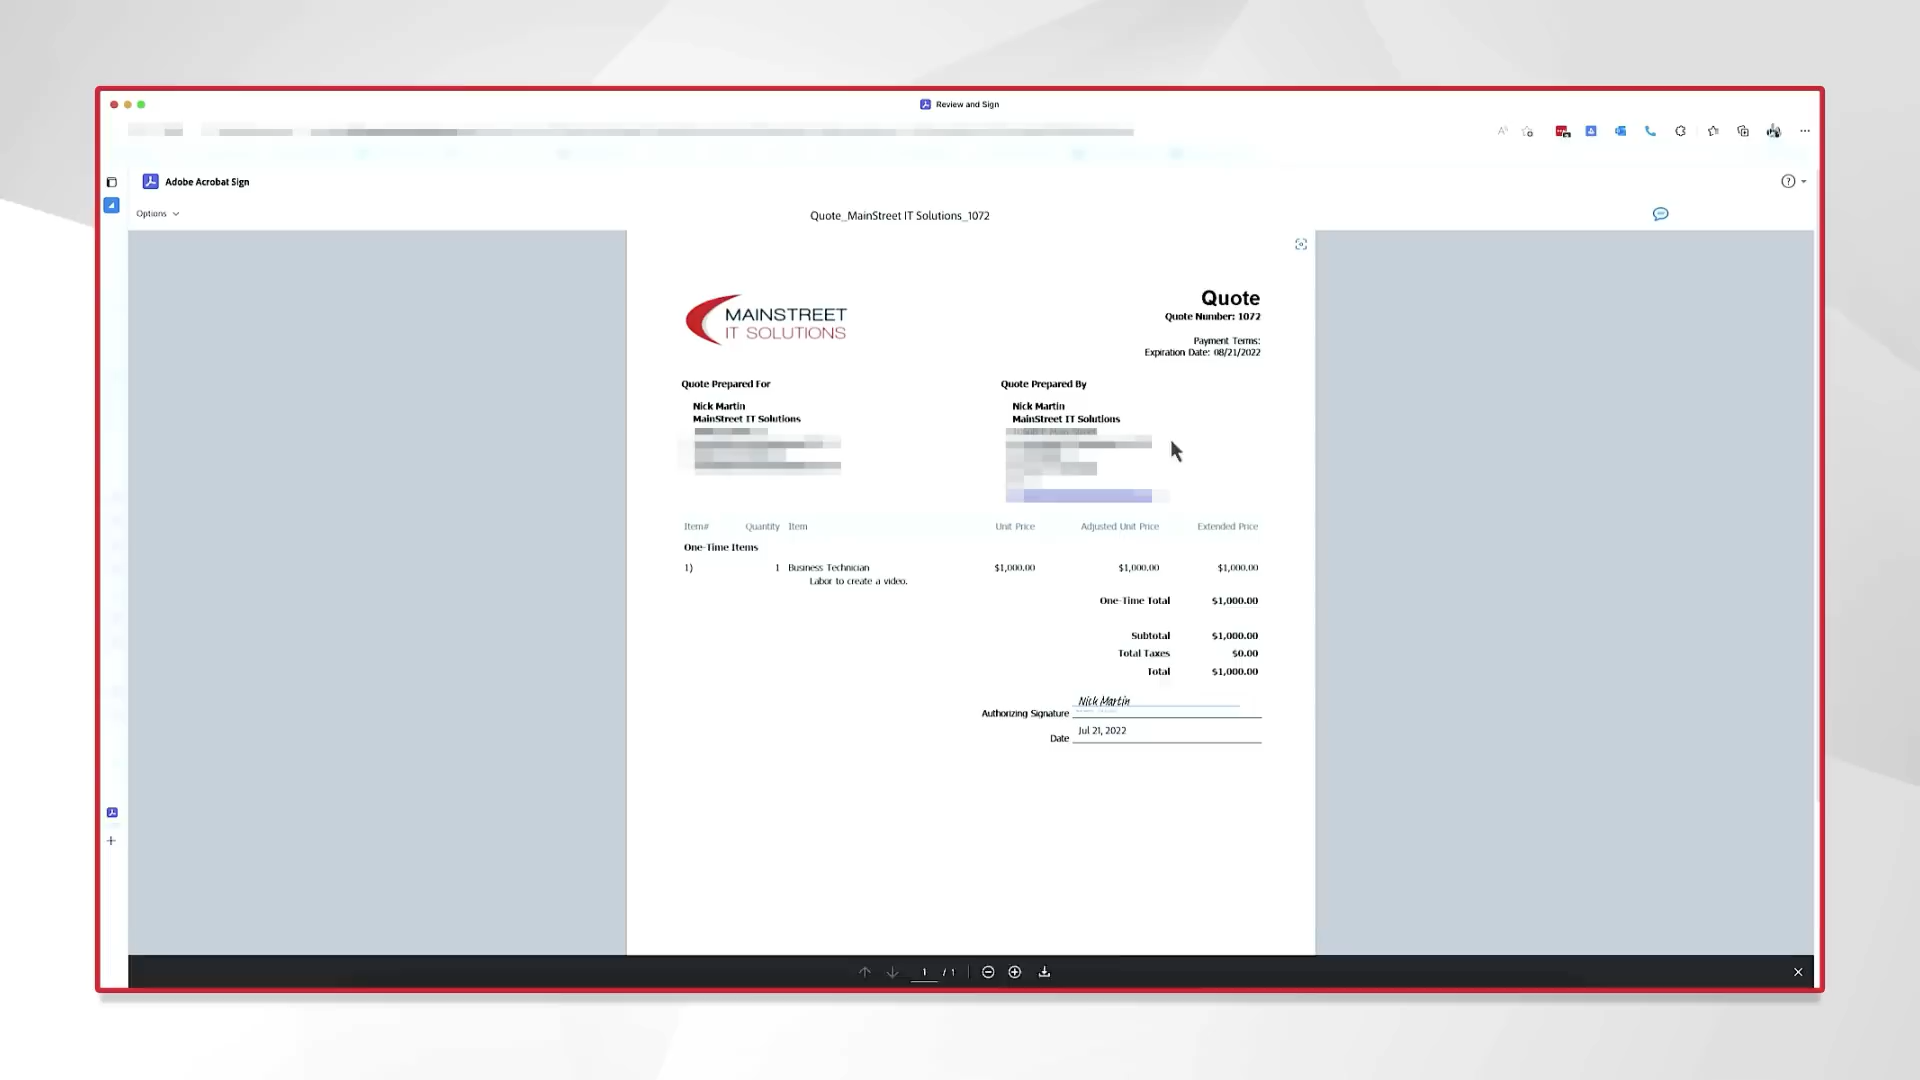 Review and Sign
Adobe Acrobat Sign
Options
Quote_MainStreet IT Solutions_1072
MAINSTREET
IT SOLUTIONS
Quote
Quote Number: 1072
Payment Terms:
Expiration Date: 08/21/2022
Quote Prepared For
Quote Prepared By
Nick Martin
MainStreet IT Solutions
Nick Martin
MainStreet IT Solutions
Item# Quantity Item Unit Price Adjusted Unit Price Extended Price
One-Time Items
1) 1 Business Technician $1,000.00 $1,000.00 $1,000.00
Labor to create a video.
One-Time Total $1,000.00
Subtotal $1,000.00
Total Taxes $0.00
Total $1,000.00
Nick Martin
Authorizing Signature
Jul 21, 2022
Date
1 / 1